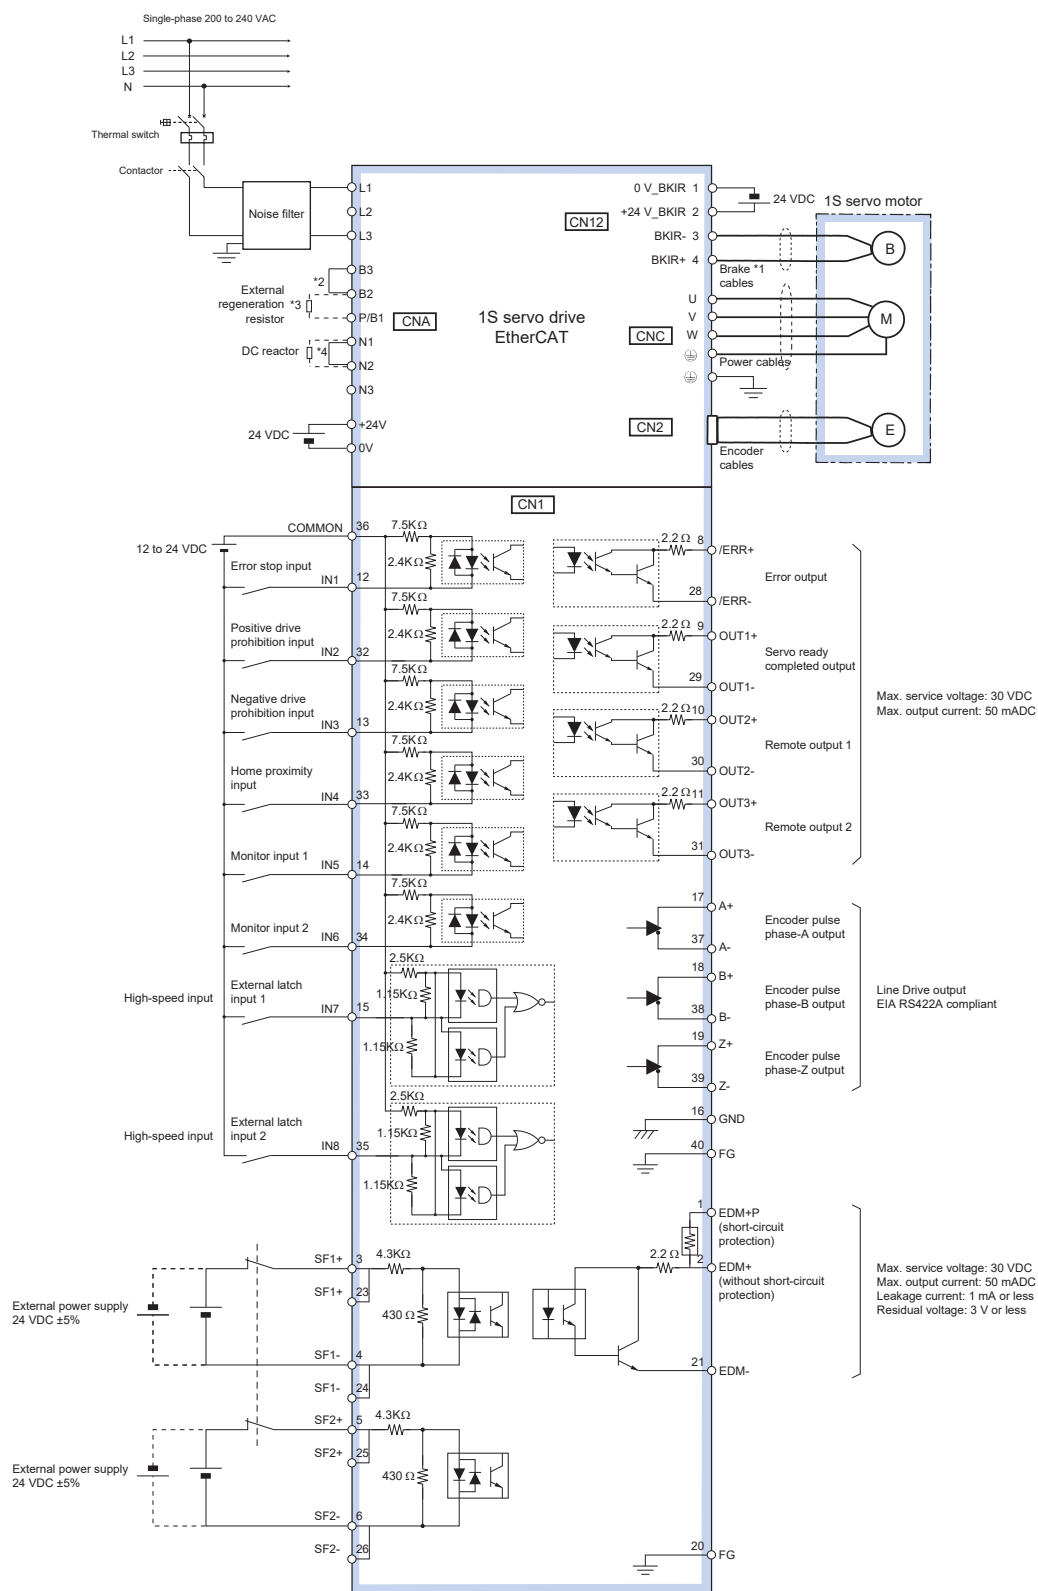 Single-phase 200 to 240 VAC
L1
L2
L3
N
Thermal switch
Contactor
Noise filter
L1
L2
L3
B3
*2
B2
External
regeneration
resistor
*3
P/B1
N1
DC reactor
*4
N2
N3
+24V
24 VDC
0V
CNA
1S servo drive
EtherCAT
CN12
0 V_BKIR 1
+24 V_BKIR 2
BKIR- 3
BKIR+ 4
24 VDC
1S servo motor
B
Brake *1
cables
U
V
W
CNC
M
Power cables
CN2
E
Encoder
cables
CN1
COMMON 36
12 to 24 VDC
7.5KΩ
2.4KΩ
Error stop input
IN1 12
7.5KΩ
2.4KΩ
Positive drive
prohibition input
IN2 32
7.5KΩ
2.4KΩ
Negative drive
prohibition input
IN3 13
7.5KΩ
2.4KΩ
Home proximity
input
IN4 33
7.5KΩ
2.4KΩ
Monitor input 1
IN5 14
7.5KΩ
2.4KΩ
Monitor input 2
IN6 34
2.5KΩ
1.15KΩ
High-speed input
External latch
input 1
IN7 15
1.15KΩ
2.5KΩ
1.15KΩ
High-speed input
External latch
input 2
IN8 35
1.15KΩ
SF1+ 3
4.3KΩ
SF1+ 23
430 Ω
External power supply
24 VDC ±5%
SF1- 4
SF1- 24
SF2+ 5
4.3KΩ
SF2+ 25
430 Ω
External power supply
24 VDC ±5%
SF2- 6
SF2- 26
2.2 Ω 8
/ERR+
Error output
28
/ERR-
2.2 Ω 9
OUT1+
Servo ready
completed output
29
OUT1-
2.2 Ω 10
OUT2+
Remote output 1
30
OUT2-
2.2 Ω 11
OUT3+
Remote output 2
31
OUT3-
Max. service voltage: 30 VDC
Max. output current: 50 mADC
17
A+
Encoder pulse
phase-A output
37
A-
18
B+
Encoder pulse
phase-B output
38
B-
19
Z+
Encoder pulse
phase-Z output
39
Z-
Line Drive output
EIA RS422A compliant
16
GND
40
FG
1
EDM+P
(short-circuit
protection)
2.2 Ω 2
EDM+
(without short-circuit
protection)
21
EDM-
Max. service voltage: 30 VDC
Max. output current: 50 mADC
Leakage current: 1 mA or less
Residual voltage: 3 V or less
20
FG